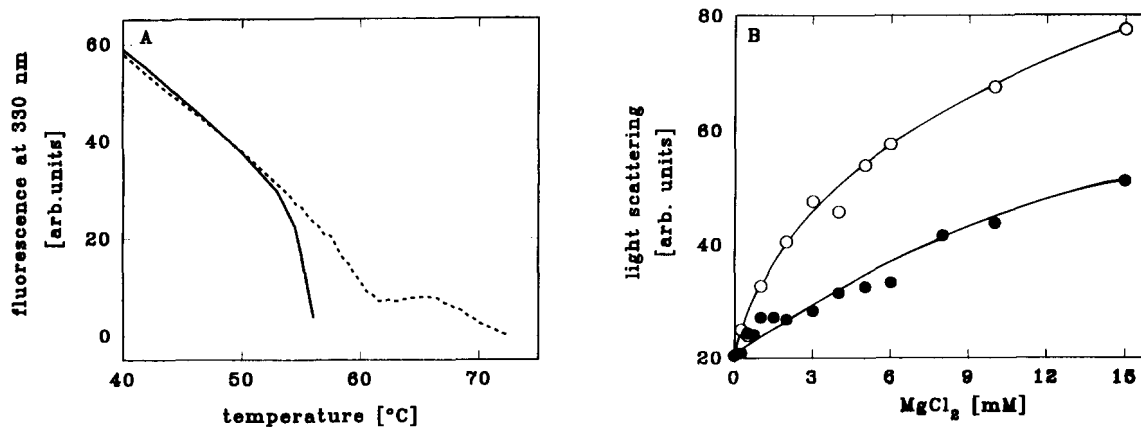 A
fluorescence at 330 nm
[arb.units]
60
40
20
0
40
50
60
70
temperature [°C]
B
light scattering
[arb. units]
80
60
40
20
0
3
6
9
12
15
MgCl₂ [mM]